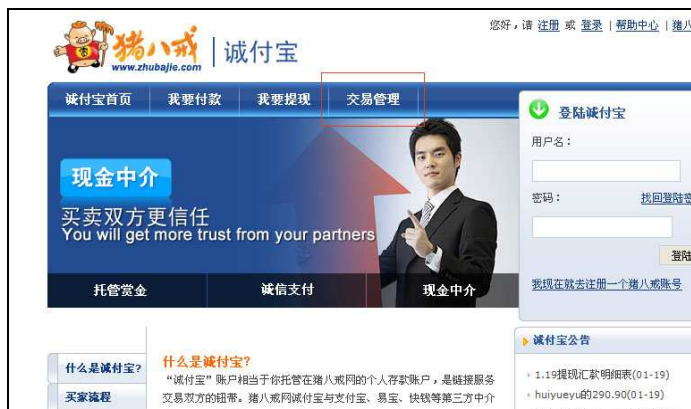 您好，请 注册 或 登录 | 帮助中心 | 猪八
猪八戒 | 诚付宝
www.zhubajie.com
诚付宝首页 我要付款 我要提现 交易管理
登陆诚付宝
用户名：
密码： 找回登陆密
登陆
我现在就去注册一个猪八戒账号
现金中介
买卖双方更信任
You will get more trust from your partners
托管赏金 诚信支付 现金中介
诚付宝公告
1.19提现汇款明细表(01-19)
huiyueyu的290.90(01-19)
什么是诚付宝?
买家流程
什么是诚付宝?
“诚付宝”账户相当于你托管在猪八戒网的个人存款账户，是链接服务
交易双方的纽带。猪八戒网诚付宝与支付宝、易宝、快钱等第三方中介